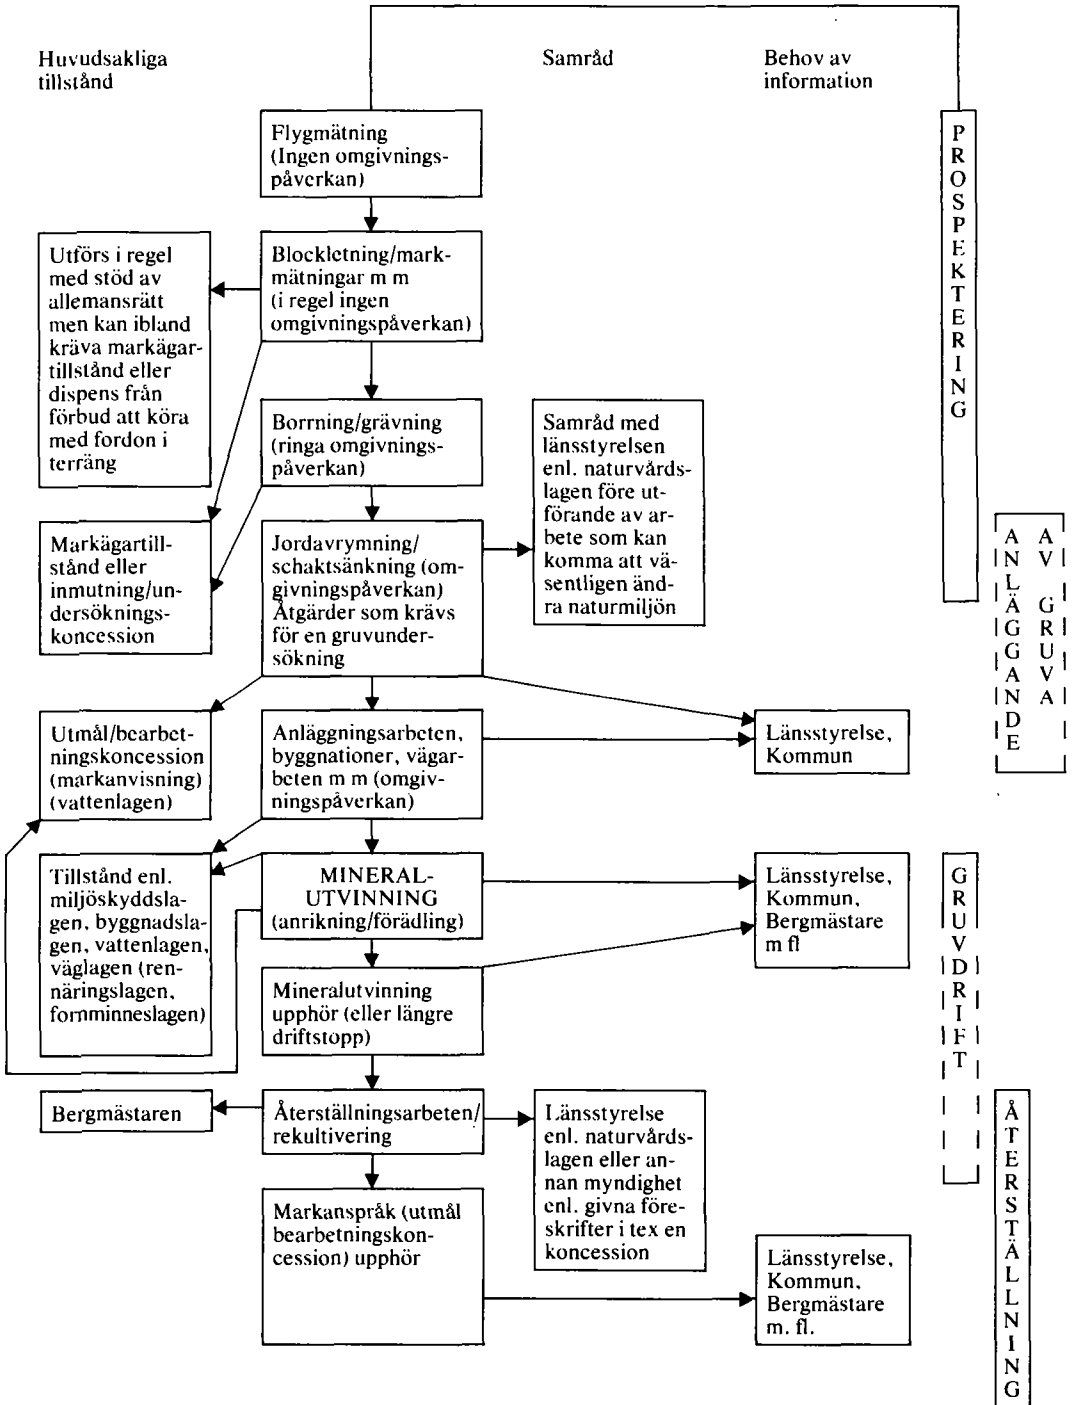 Huvudsakliga
tillstånd
Samråd
Behov av
information
Flygmätning
(Ingen omgivnings-
påverkan)
Utförs i regel
med stöd av
allemansrätt
men kan ibland
kräva markägar-
tillstånd eller
dispens från
förbud att köra
med fordon i
terräng
Blockletning/mark-
mätningar m m
(i regel ingen
omgivningspåverkan)
Borrning/grävning
(ringa omgivnings-
påverkan)
Samråd med
länsstyrelsen
enl. naturvårds-
lagen före ut-
förande av ar-
bete som kan
komma att vä-
sentligen änd-
ra naturmiljön
Markägartill-
stånd eller
inmutning/un-
dersöknings-
koncession
Jordavrymning/
schaktsänkning (om-
givningspåverkan)
Åtgärder som krävs
för en gruvunder-
sökning
Utmål/bearbet-
ningskoncession
(markanvisning)
(vattenlagen)
Anläggningsarbeten,
byggnationer, vägar-
beten m m (omgiv-
ningspåverkan)
Länsstyrelse,
Kommun
Tillstånd enl.
miljöskyddsla-
gen, byggnadsla-
gen, vattenlagen,
väglagen (ren-
näringslagen,
fornminneslagen)
MINERAL-
UTVINNING
(anrikning/förädling)
Länsstyrelse,
Kommun,
Bergmästare
m fl
Mineralutvinning
upphör (eller längre
driftstopp)
Bergmästaren
Återställningsarbeten/
rekultivering
Länsstyrelse
enl. naturvårds-
lagen eller an-
nan myndighet
enl. givna före-
skrifter i tex en
koncession
Markanspråk (utmål
bearbetningskon-
cession) upphör
Länsstyrelse,
Kommun,
Bergmästare
m. fl.
PROSPEKTERING
ANLÄGGANDE
AV GRUVA
GRUVDRIFT
ÅTERSTÄLLNING